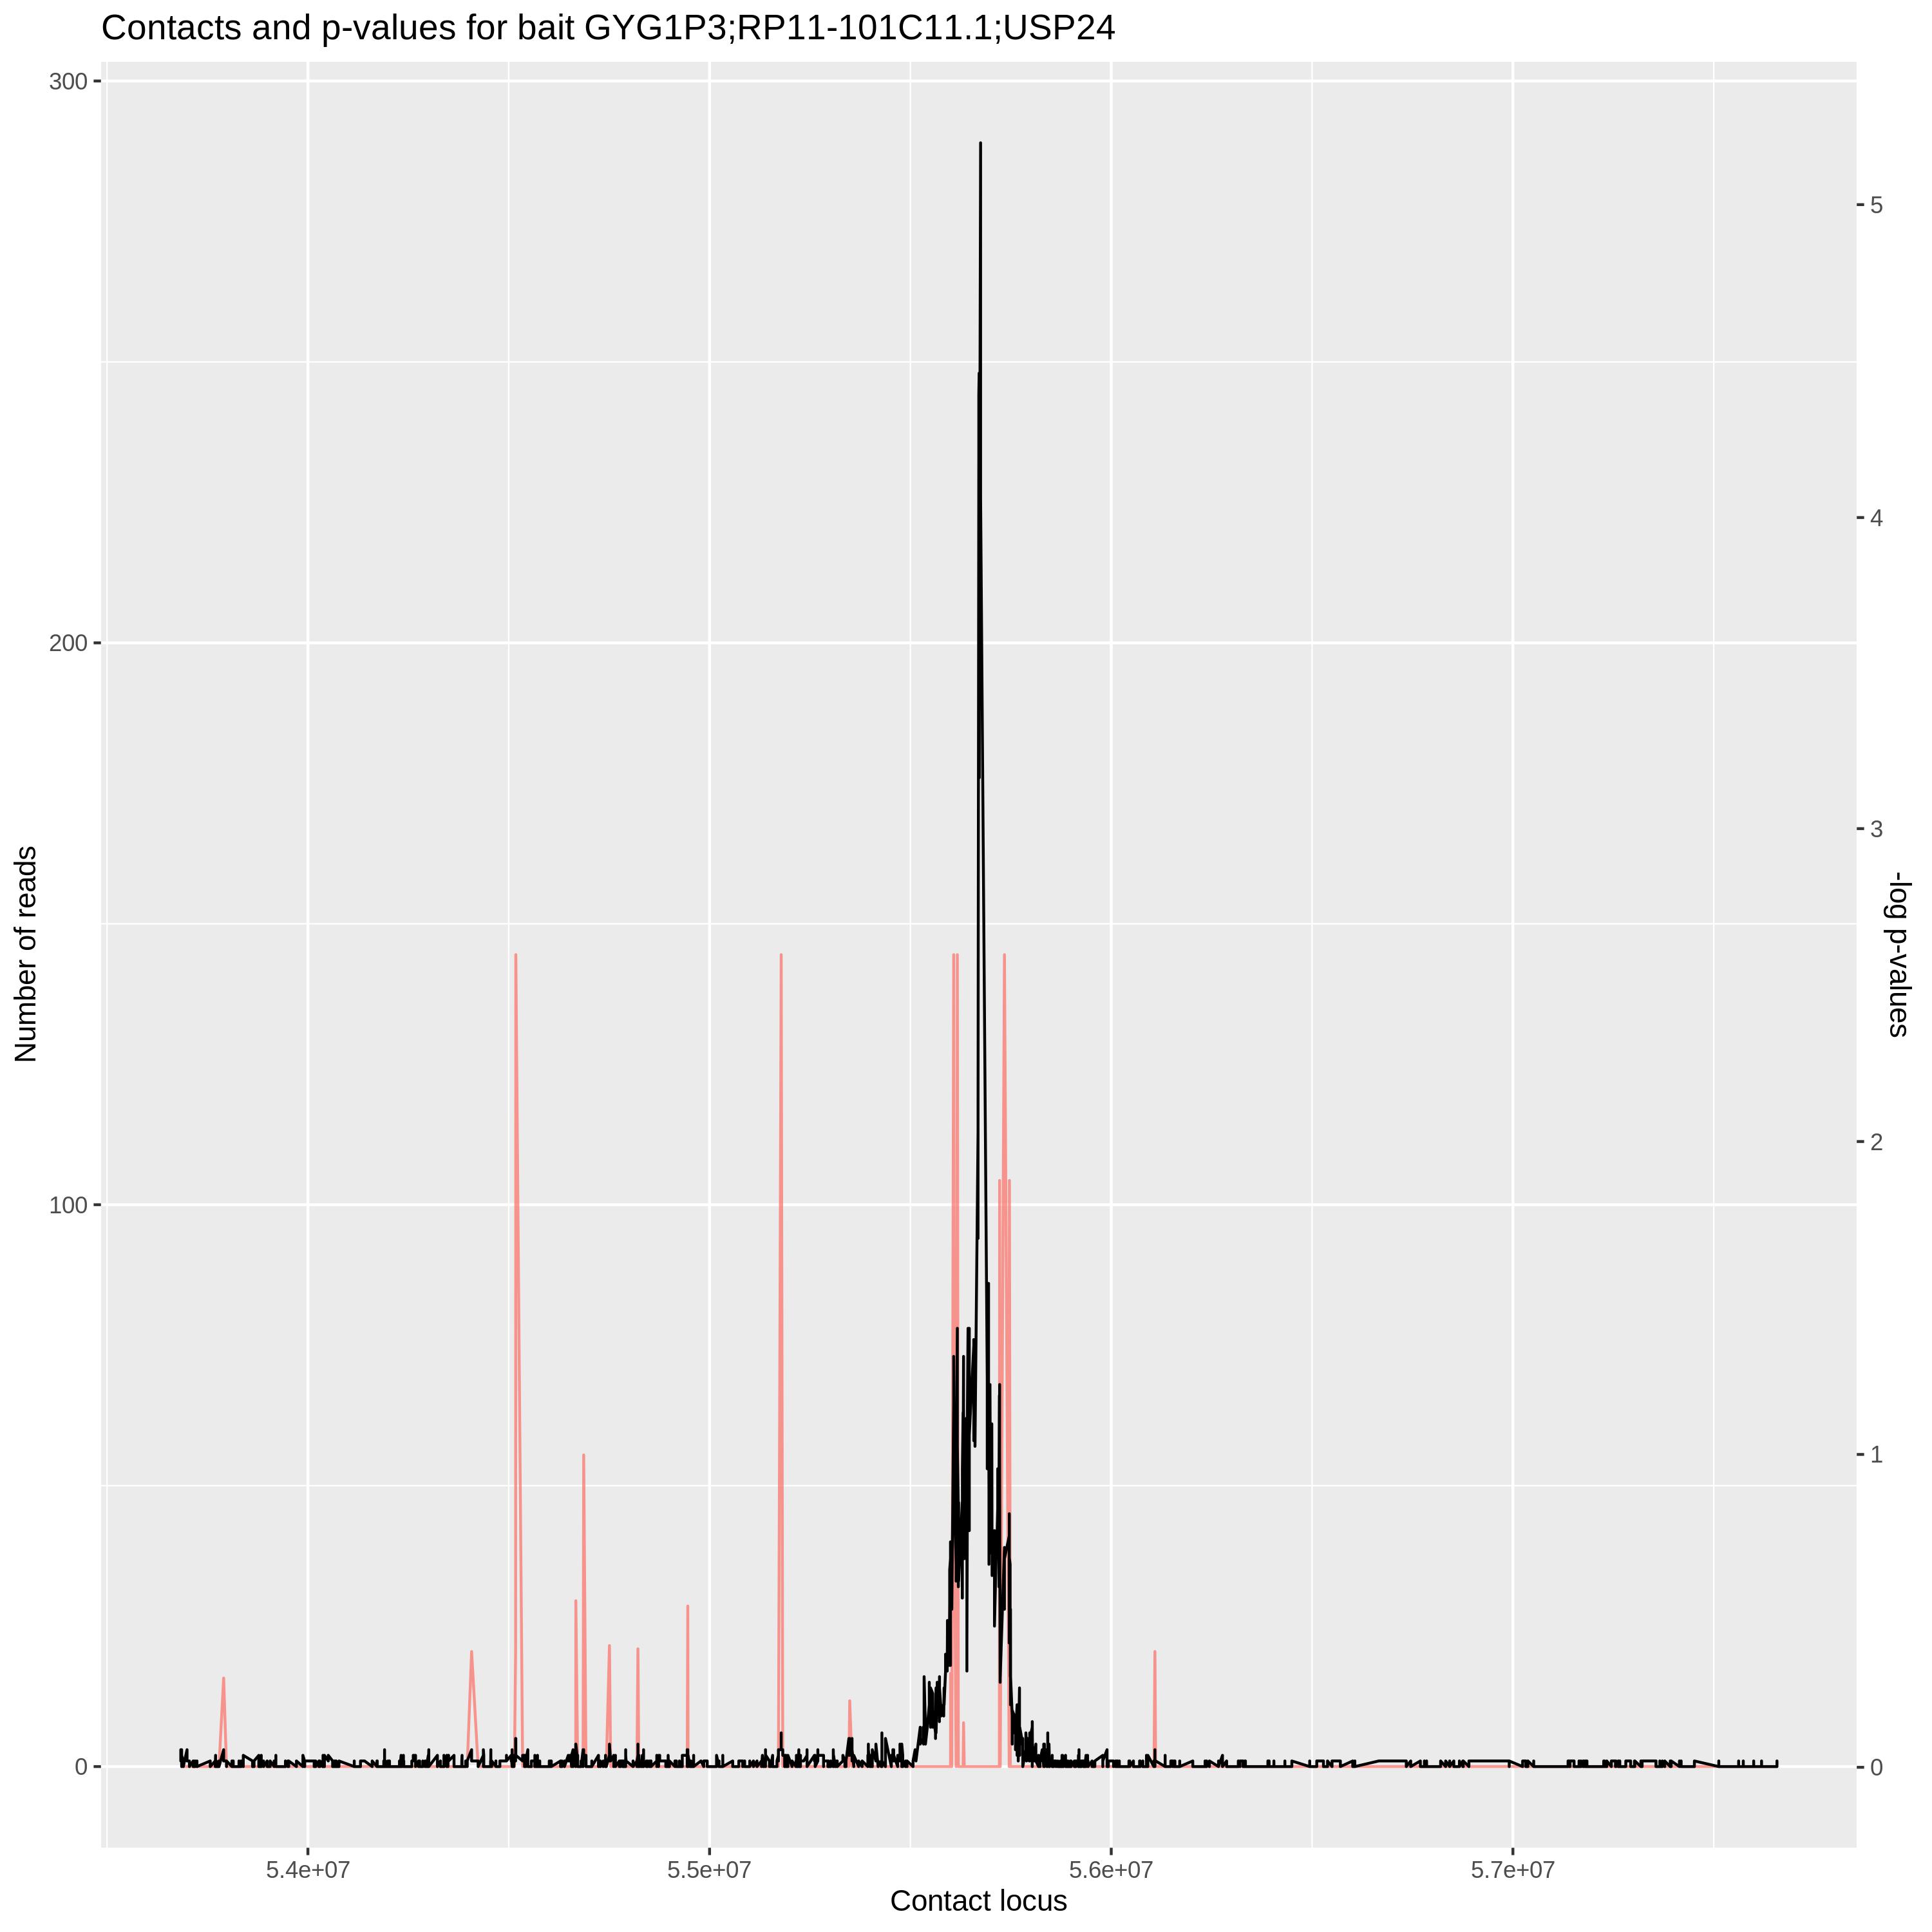 Contacts and p-values for bait GYG1P3;RP11-101C11.1;USP24
300
200
100
0
Number of reads
5
4
3
2
1
0
-log p-values
5.4e+07
5.5e+07
5.6e+07
5.7e+07
Contact locus